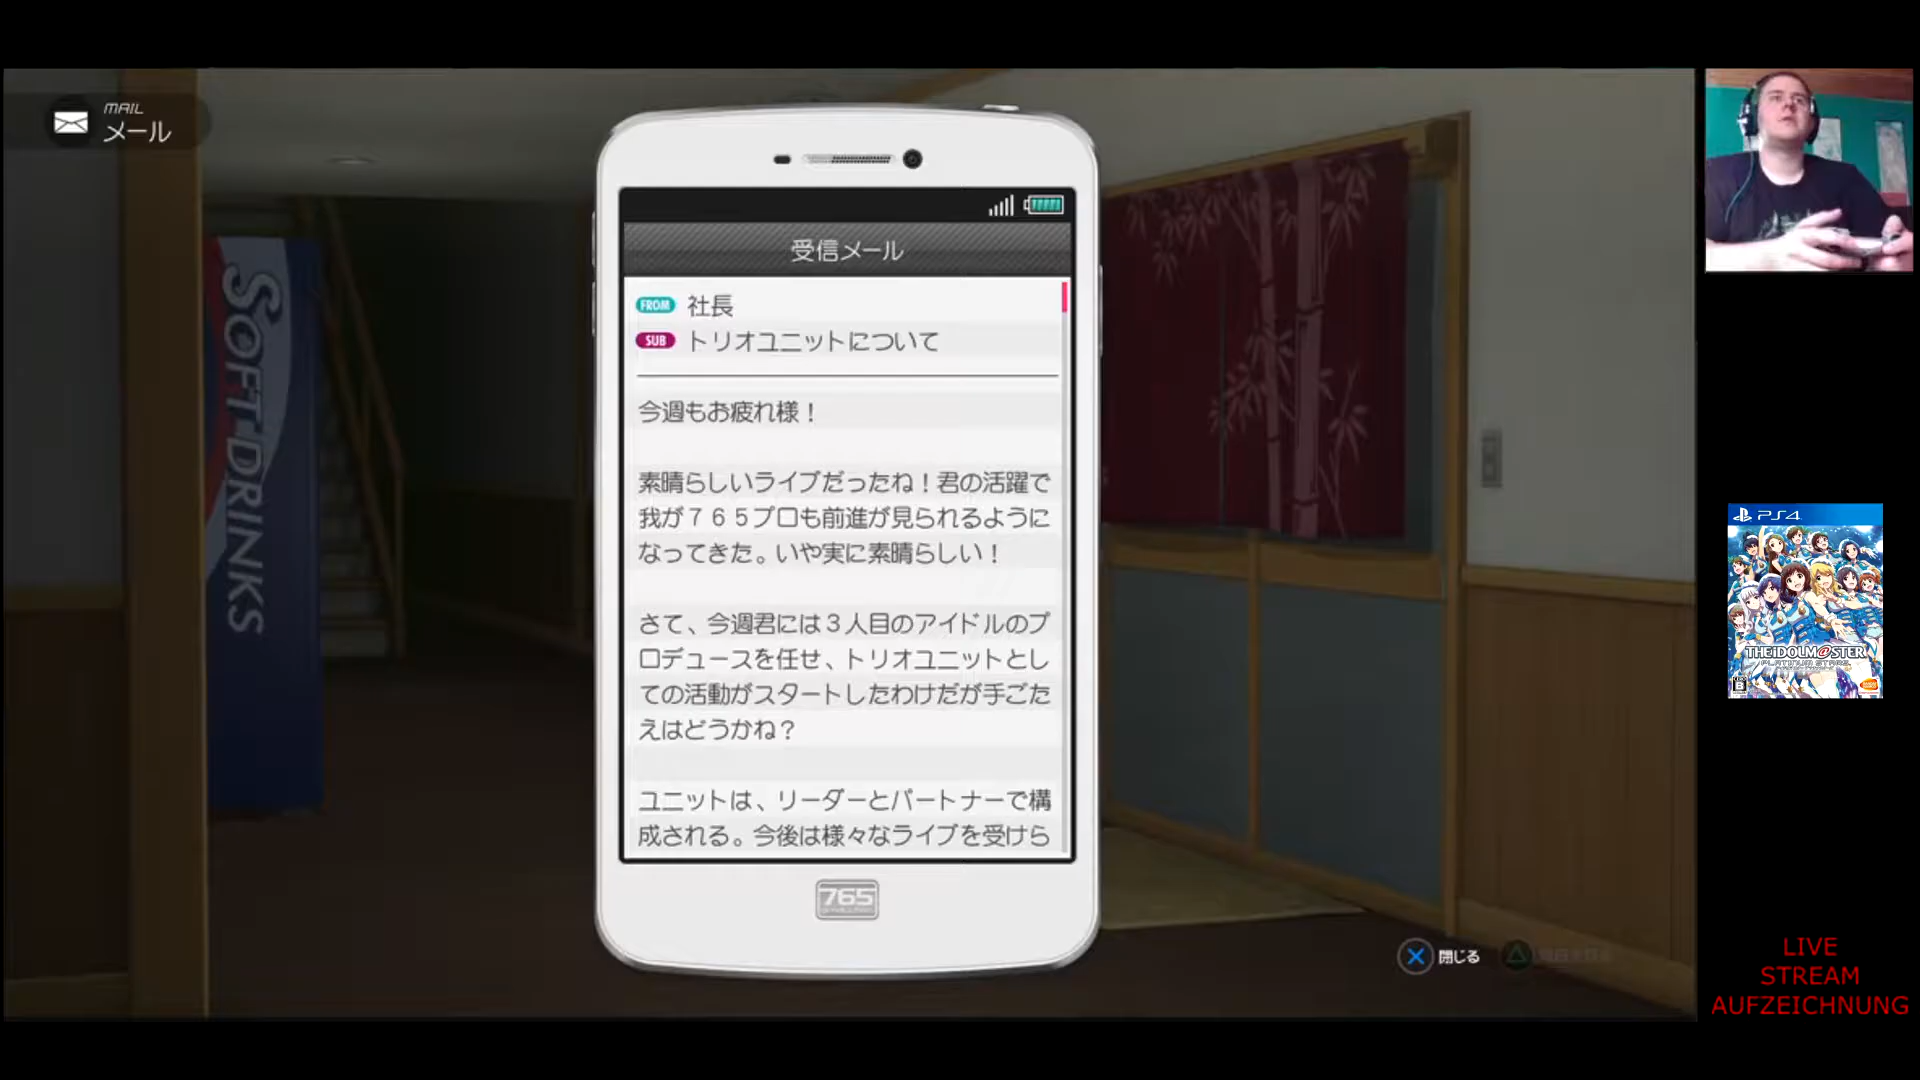 MAIL
メール
SOFT DRINKS
受信メール
FROM 社長
SUB トリオユニットについて
今週もお疲れ様！
素晴らしいライブだったね！君の活躍で
我が７６５プロも前進が見られるように
なってきた。いや実に素晴らしい！
さて、今週君には３人目のアイドルのプ
ロデュースを任せ、トリオユニットとし
ての活動がスタートしたわけだが手ごた
えはどうかね？
ユニットは、リーダーとパートナーで構
成される。今後は様々なライブを受けら
765
閉じる
PS4
THE iDOLM@STER
PLATINUM STARS
LIVE
STREAM
AUFZEICHNUNG